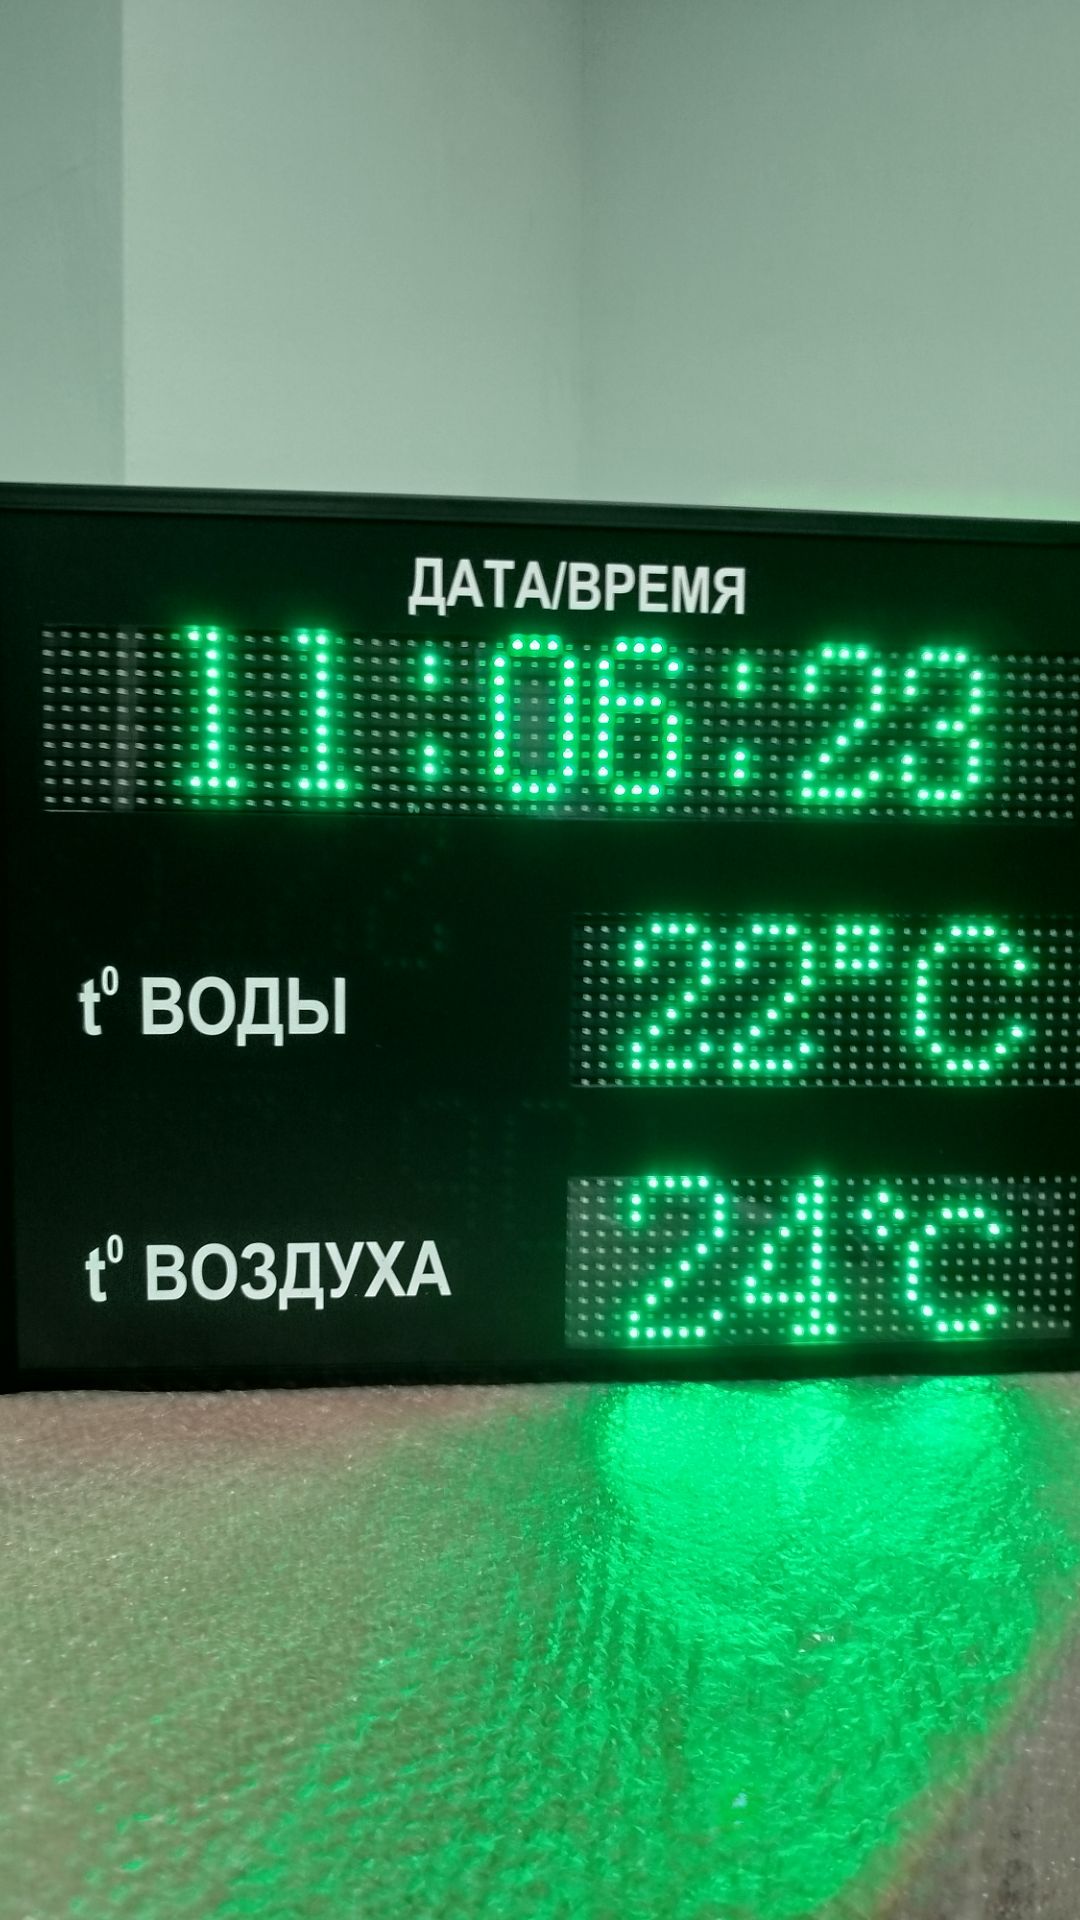 ДАТА/ВРЕМЯ
11:06:23
t⁰ ВОДЫ 22°C
t⁰ ВОЗДУХА 24°C